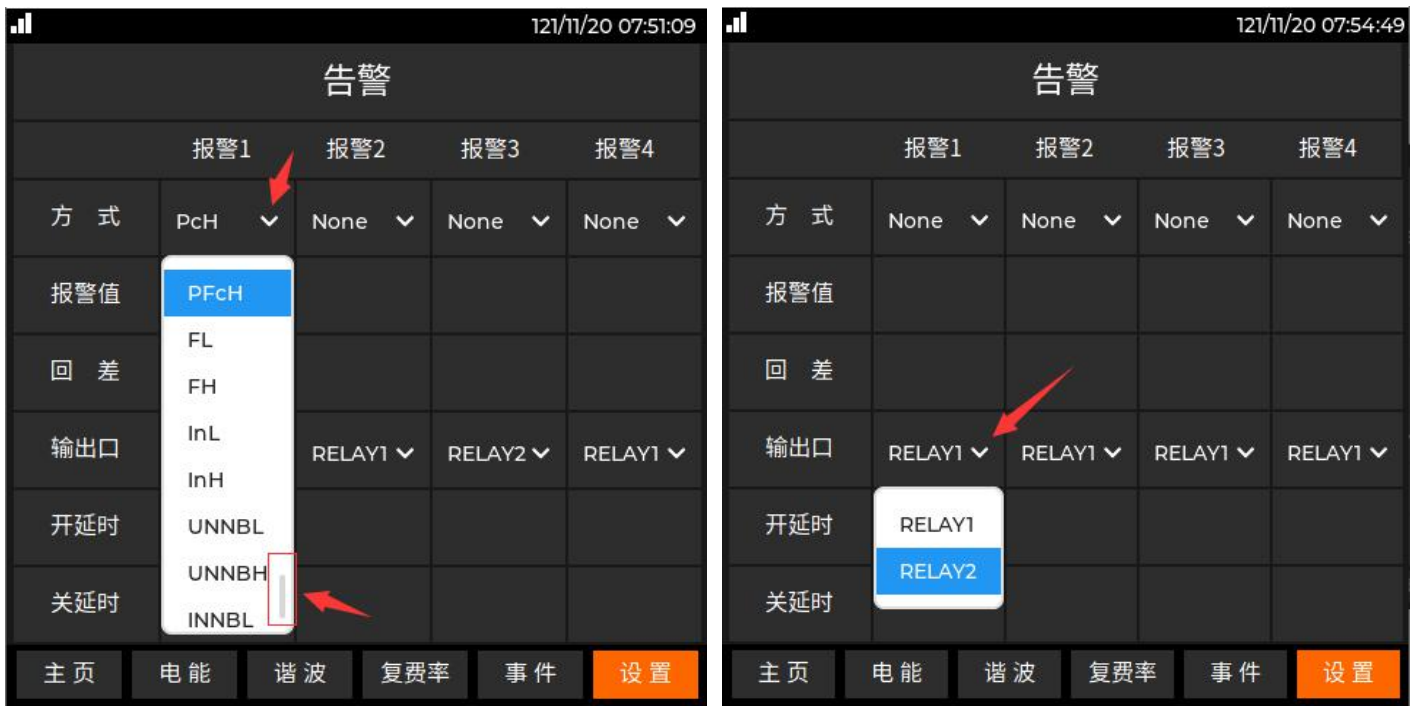 121/11/20 07:51:09
告警
报警1 报警2 报警3 报警4
方 式 PcH None None None
报警值 PFcH
FL
回 差 FH
InL
输出口 RELAY1 RELAY2 RELAY1
InH
开延时 UNNBL
UNNBH
关延时 INNBL
主页 电能 谐波 复费率 事件 设置
121/11/20 07:54:49
告警
报警1 报警2 报警3 报警4
方 式 None None None None
报警值
回 差
输出口 RELAY1 RELAY1 RELAY1 RELAY1
开延时 RELAY1
RELAY2
关延时
主页 电能 谐波 复费率 事件 设置